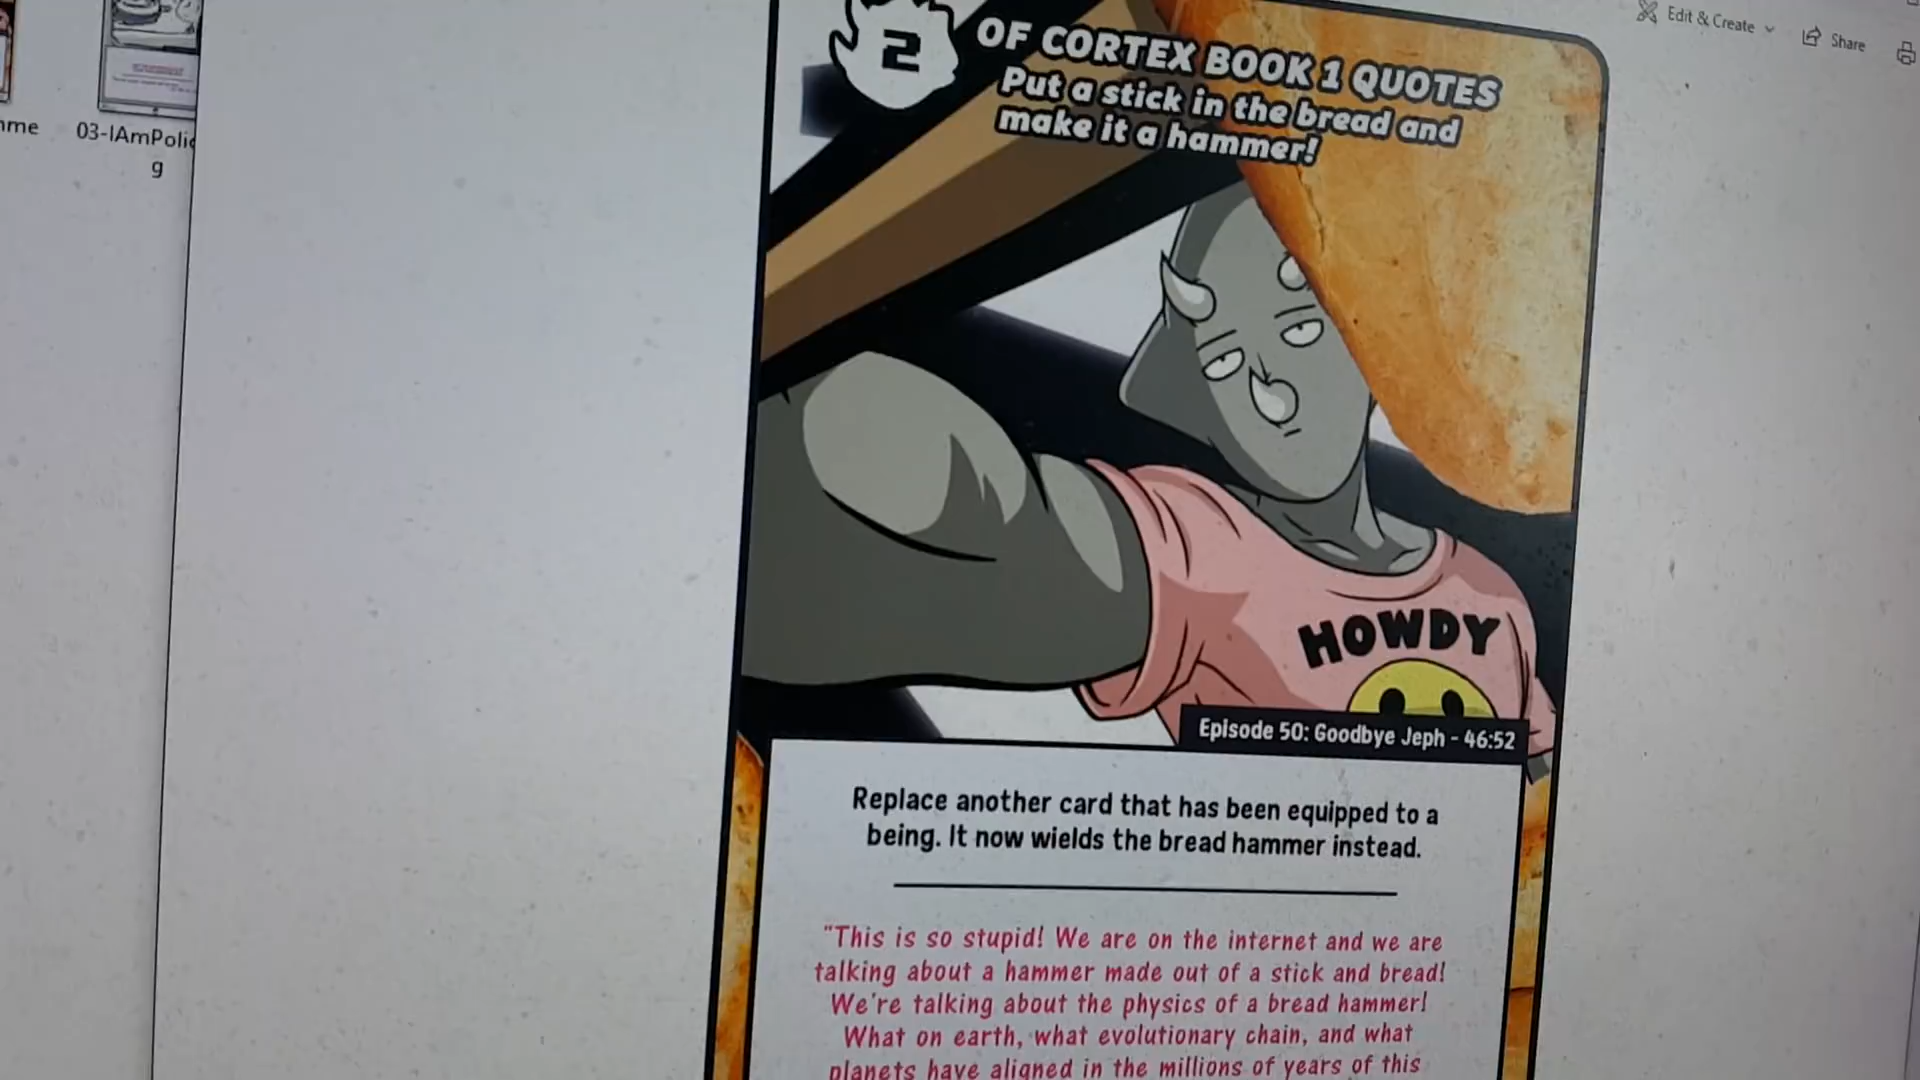 Edit & Create
Share
2
OF CORTEX BOOK 1 QUOTES
Put a stick in the bread and
make it a hammer!
03-IAmPolic
g
HOWDY
Episode 50: Goodbye Jeph - 46:52
Replace another card that has been equipped to a
being. It now wields the bread hammer instead.
"This is so stupid! We are on the internet and we are
talking about a hammer made out of a stick and bread!
We're talking about the physics of a bread hammer!
What on earth, what evolutionary chain, and what
planets have aligned in the millions of years of this